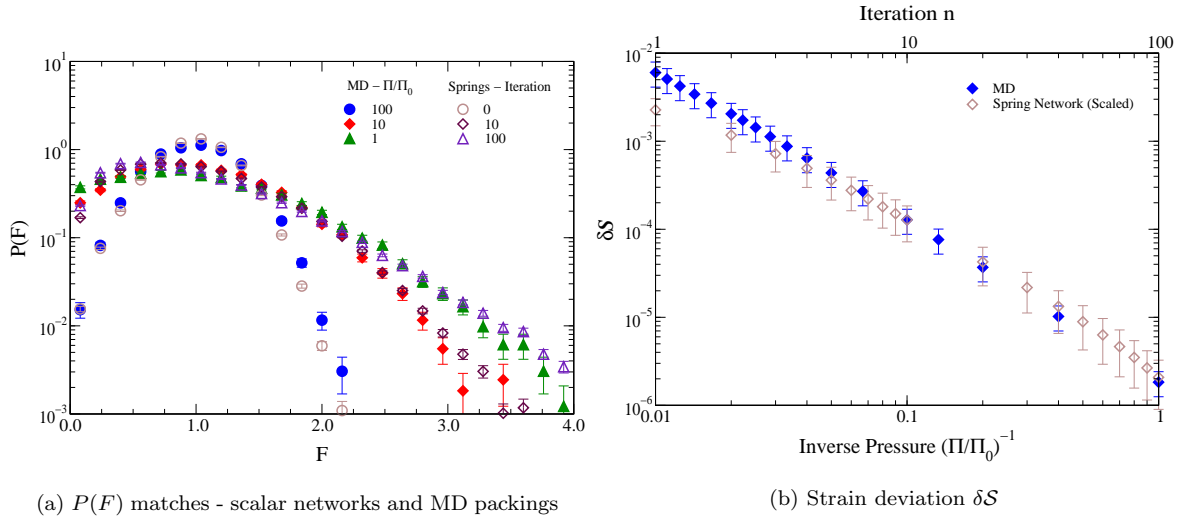 10^1
10^0
10^-1
10^-2
10^-3
P(F)
0.0 1.0 2.0 3.0 4.0
F
MD – Π/Π0 Springs – Iteration
100 0
10 10
1 100
(a) P(F) matches - scalar networks and MD packings
Iteration n
1 10 100
10^-2
10^-3
10^-4
10^-5
10^-6
δS
MD
Spring Network (Scaled)
0.01 0.1 1
Inverse Pressure (Π/Π0)^-1
(b) Strain deviation δS